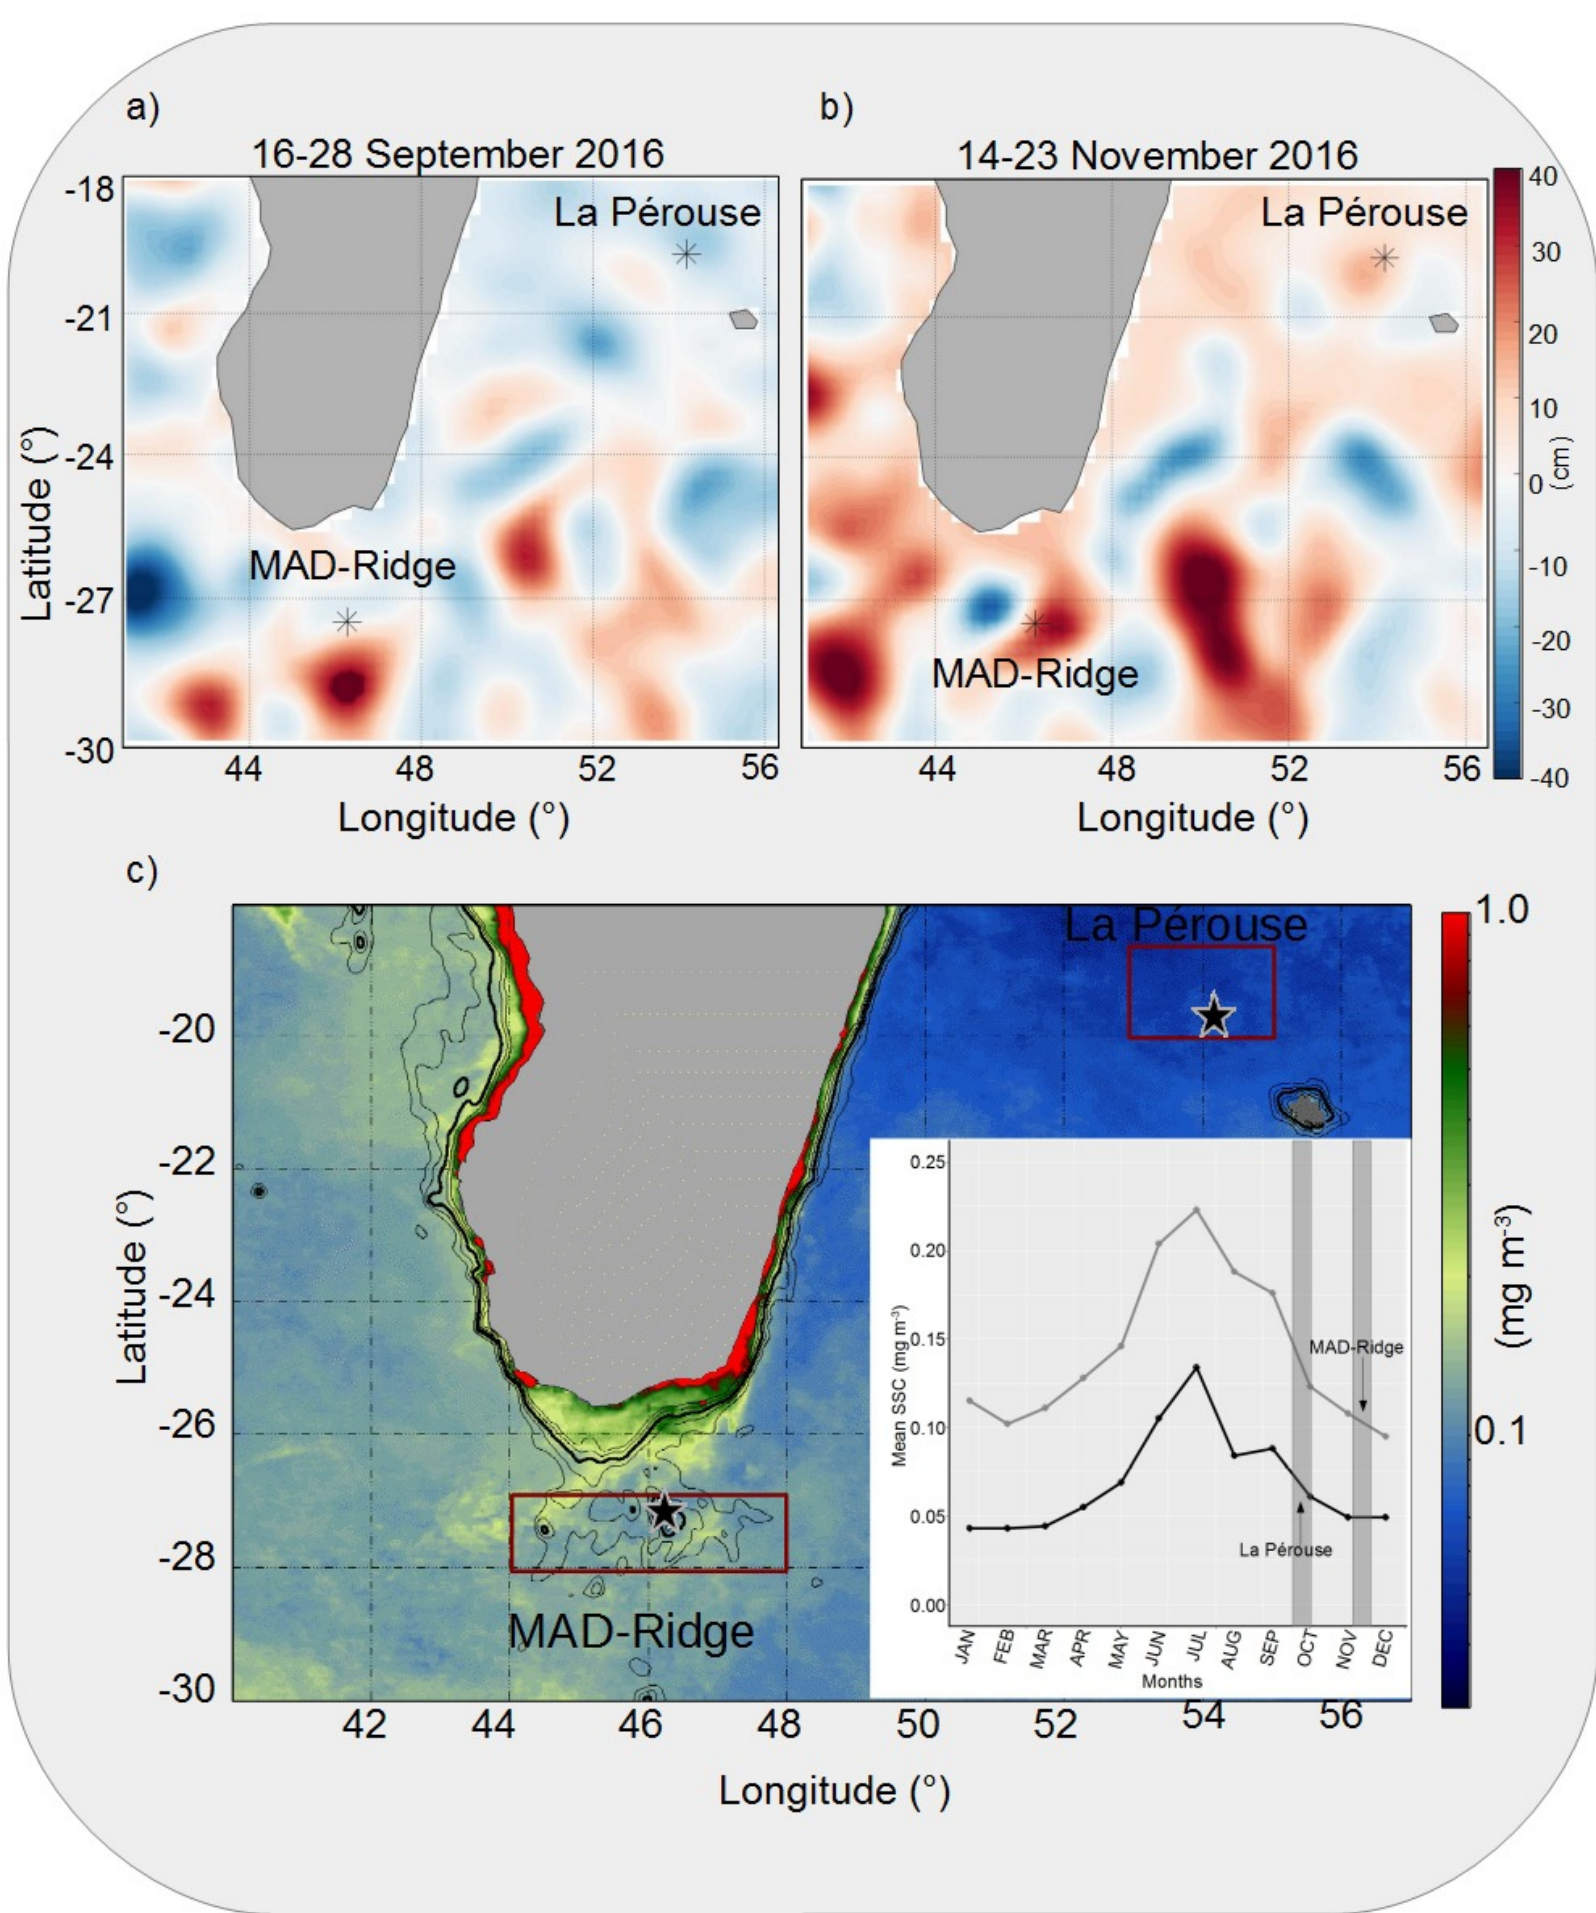 a)
b)
16-28 September 2016
14-23 November 2016
-18
-21
-24
-27
-30
Latitude (°)
La Pérouse
MAD-Ridge
44
48
52
56
Longitude (°)
La Pérouse
MAD-Ridge
44
48
52
56
Longitude (°)
40
30
20
10
0
-10
-20
-30
-40
(cm)
c)
La Pérouse
MAD-Ridge
-20
-22
-24
-26
-28
-30
Latitude (°)
42
44
46
48
50
52
54
56
Longitude (°)
1.0
0.1
(mg m-3)
0.25
0.20
0.15
0.10
0.05
0.00
Mean SSC (mg m-3)
MAD-Ridge
La Pérouse
JAN
FEB
MAR
APR
MAY
JUN
JUL
AUG
SEP
OCT
NOV
DEC
Months